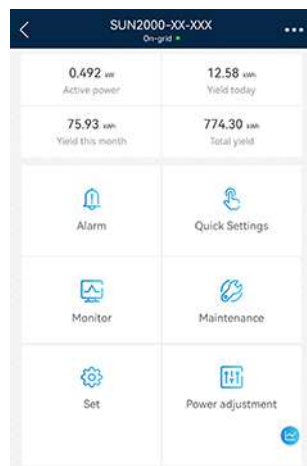 SUN2000-XX-XXX
On-grid
0.492 kW
12.58 kWh
Active power
Yield today
75.93 kWh
774.30 kWh
Yield this month
Total yield
Alarm
Quick Settings
Monitor
Maintenance
Set
Power adjustment